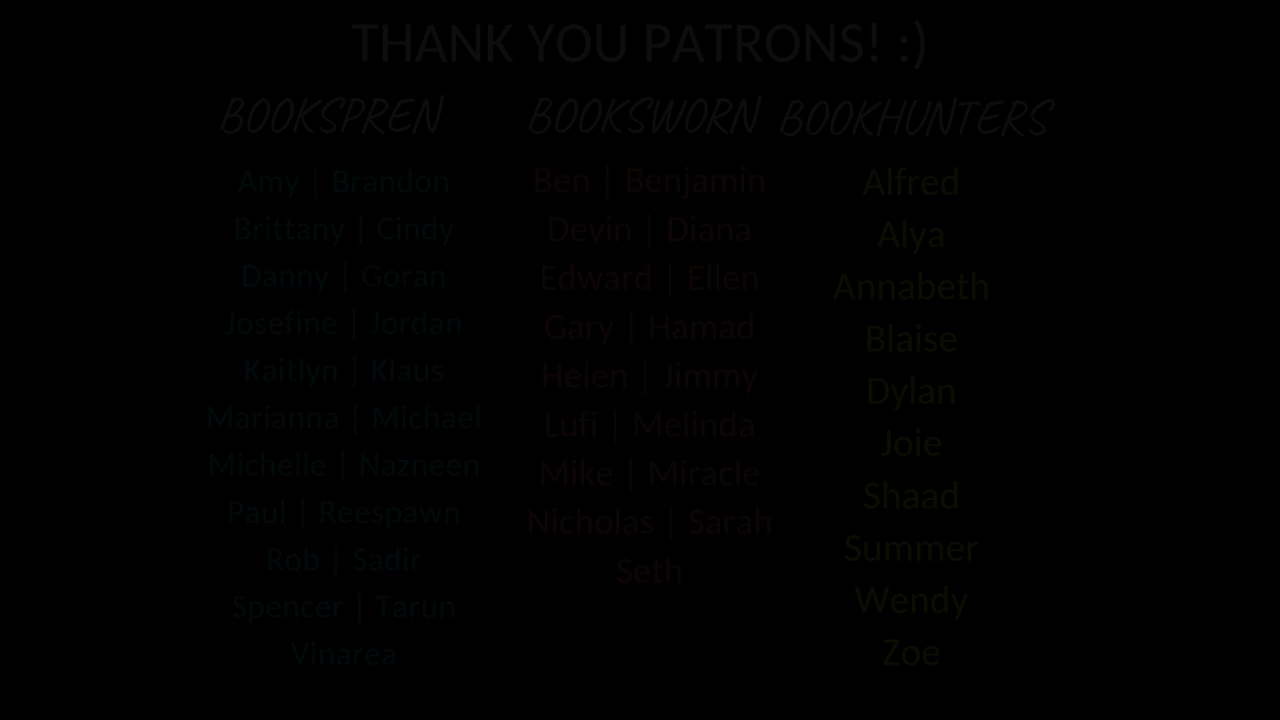 THANK YOU PATRONS! :)
BOOKSPREN
Amy | Brandon
Brittany | Cindy
Danny | Goran
Josefine | Jordan
Kaitlyn | Klaus
Marianna | Michael
Michelle | Nazneen
Paul | Reespawn
Rob | Sadir
Spencer | Tarun
Vinarea
BOOKSWORN
Ben | Benjamin
Devin | Diana
Edward | Ellen
Gary | Hamad
Helen | Jimmy
Lufi | Melinda
Mike | Miracle
Nicholas | Sarah
Seth
BOOKHUNTERS
Alfred
Alya
Annabeth
Blaise
Dylan
Joie
Shaad
Summer
Wendy
Zoe